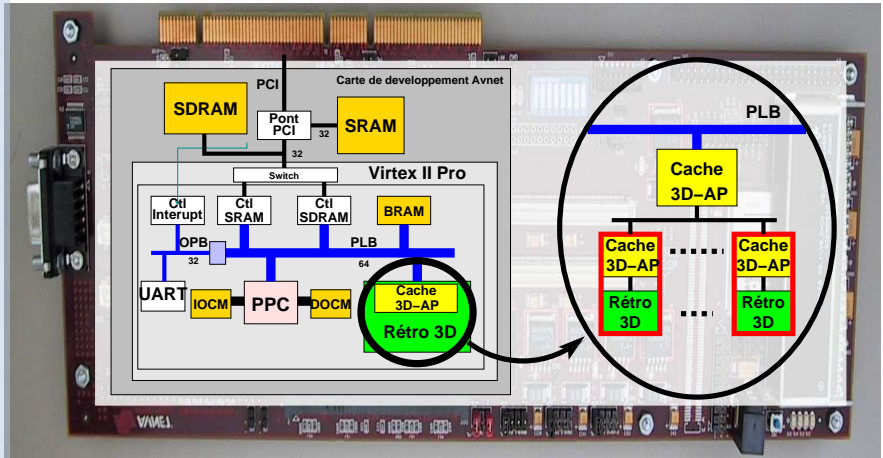 Carte de developpement Avnet
PCI
SDRAM
Pont
PCI
32
SRAM
32
Switch
Virtex II Pro
Ctl
Interupt
Ctl
SRAM
Ctl
SDRAM
BRAM
OPB
32
PLB
64
UART
IOCM
PPC
DOCM
Cache
3D–AP
Rétro 3D
PLB
Cache
3D–AP
Cache
3D–AP
Cache
3D–AP
Rétro
3D
Rétro
3D
AVNET